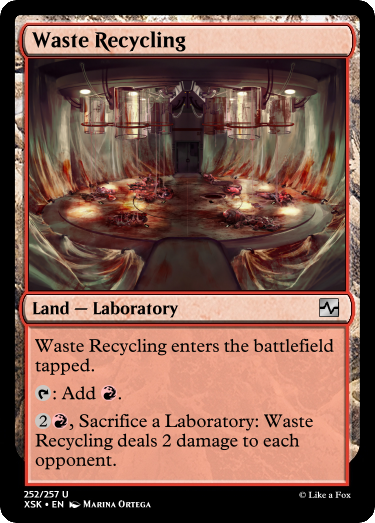 Waste Recycling
Land — Laboratory
Waste Recycling enters the battlefield
tapped.
: Add .
2, Sacrifice a Laboratory: Waste
Recycling deals 2 damage to each
opponent.
252/257 U
XSK • EN Marina Ortega
© Like a Fox